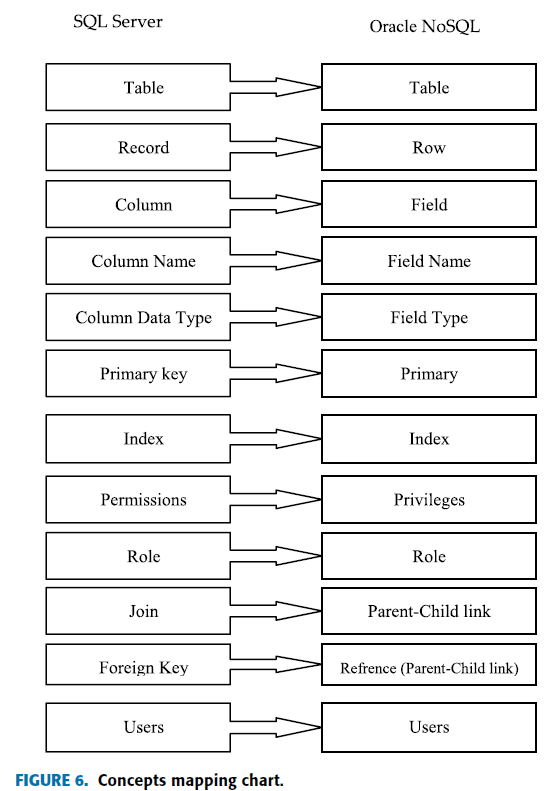 SQL Server
Oracle NoSQL
Table
Table
Record
Row
Column
Field
Column Name
Field Name
Column Data Type
Field Type
Primary key
Primary
Index
Index
Permissions
Privileges
Role
Role
Join
Parent-Child link
Foreign Key
Refrence (Parent-Child link)
Users
Users
FIGURE 6. Concepts mapping chart.